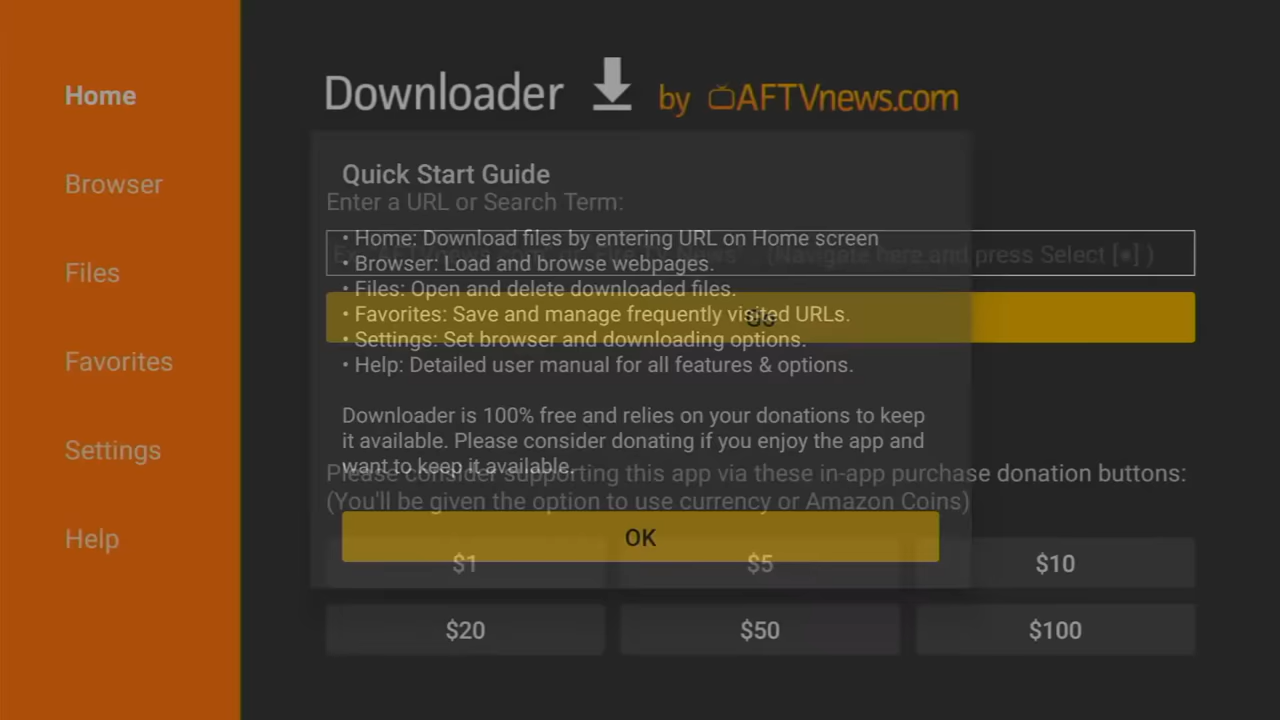 Home
Browser
Files
Favorites
Settings
Help
Downloader by AFTVnews.com
Quick Start Guide
Enter a URL or Search Term:
• Home: Download files by entering URL on Home screen
(Navigate here and press Select [•])
• Browser: Load and browse webpages.
• Files: Open and delete downloaded files.
• Favorites: Save and manage frequently visited URLs.
Go
• Settings: Set browser and downloading options.
• Help: Detailed user manual for all features & options.
Downloader is 100% free and relies on your donations to keep
it available. Please consider donating if you enjoy the app and
want to keep it available.
Please consider supporting this app via these in-app purchase donation buttons:
(You'll be given the option to use currency or Amazon Coins)
OK
$1
$5
$10
$20
$50
$100